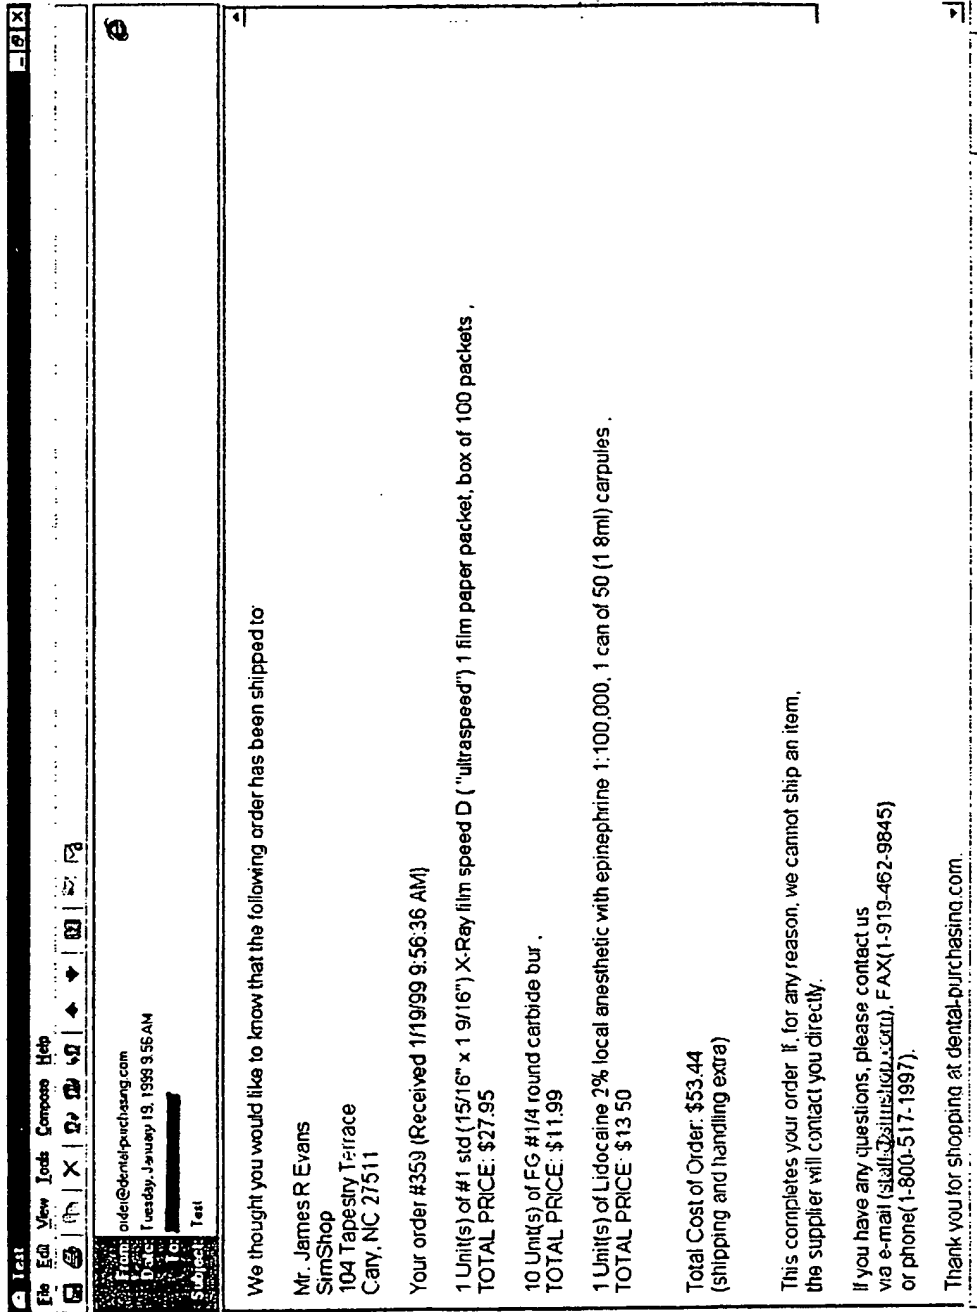 Test
File Edit View Tools Compose Help
From
order@dental-purchasing.com
Date
Tuesday, January 19, 1999 9:56 AM
To
Subject
Test
We thought you would like to know that the following order has been shipped to:
Mr. James R Evans
SimShop
104 Tapestry Terrace
Cary, NC 27511
Your order #359 (Received 1/19/99 9:56:36 AM)
1 Unit(s) of #1 std (15/16" x 1 9/16") X-Ray film speed D ( "ultraspeed") 1 film paper packet, box of 100 packets .
TOTAL PRICE: $27.95
10 Unit(s) of FG #1/4 round carbide bur .
TOTAL PRICE: $11.99
1 Unit(s) of Lidocaine 2% local anesthetic with epinephrine 1:100,000, 1 can of 50 (1 8ml) carpules .
TOTAL PRICE: $13 50
Total Cost of Order: $53.44
(shipping and handling extra)
This completes your order If, for any reason, we cannot ship an item,
the supplier will contact you directly.
If you have any questions, please contact us
via e-mail (staff@simshop.com), FAX(1-919-462-9845)
or phone( 1-800-517-1997).
Thank you for shopping at dental-purchasing.com.